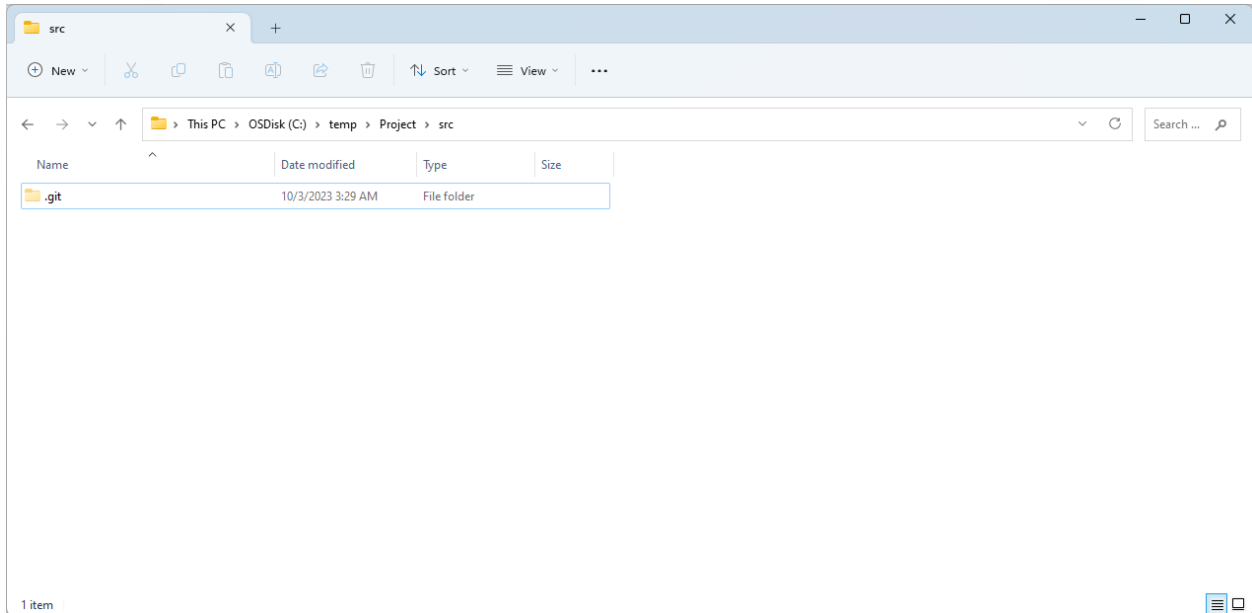 src
New Sort View
This PC > OSDisk (C:) > temp > Project > src Search ...
Name Date modified Type Size
.git 10/3/2023 3:29 AM File folder
1 item